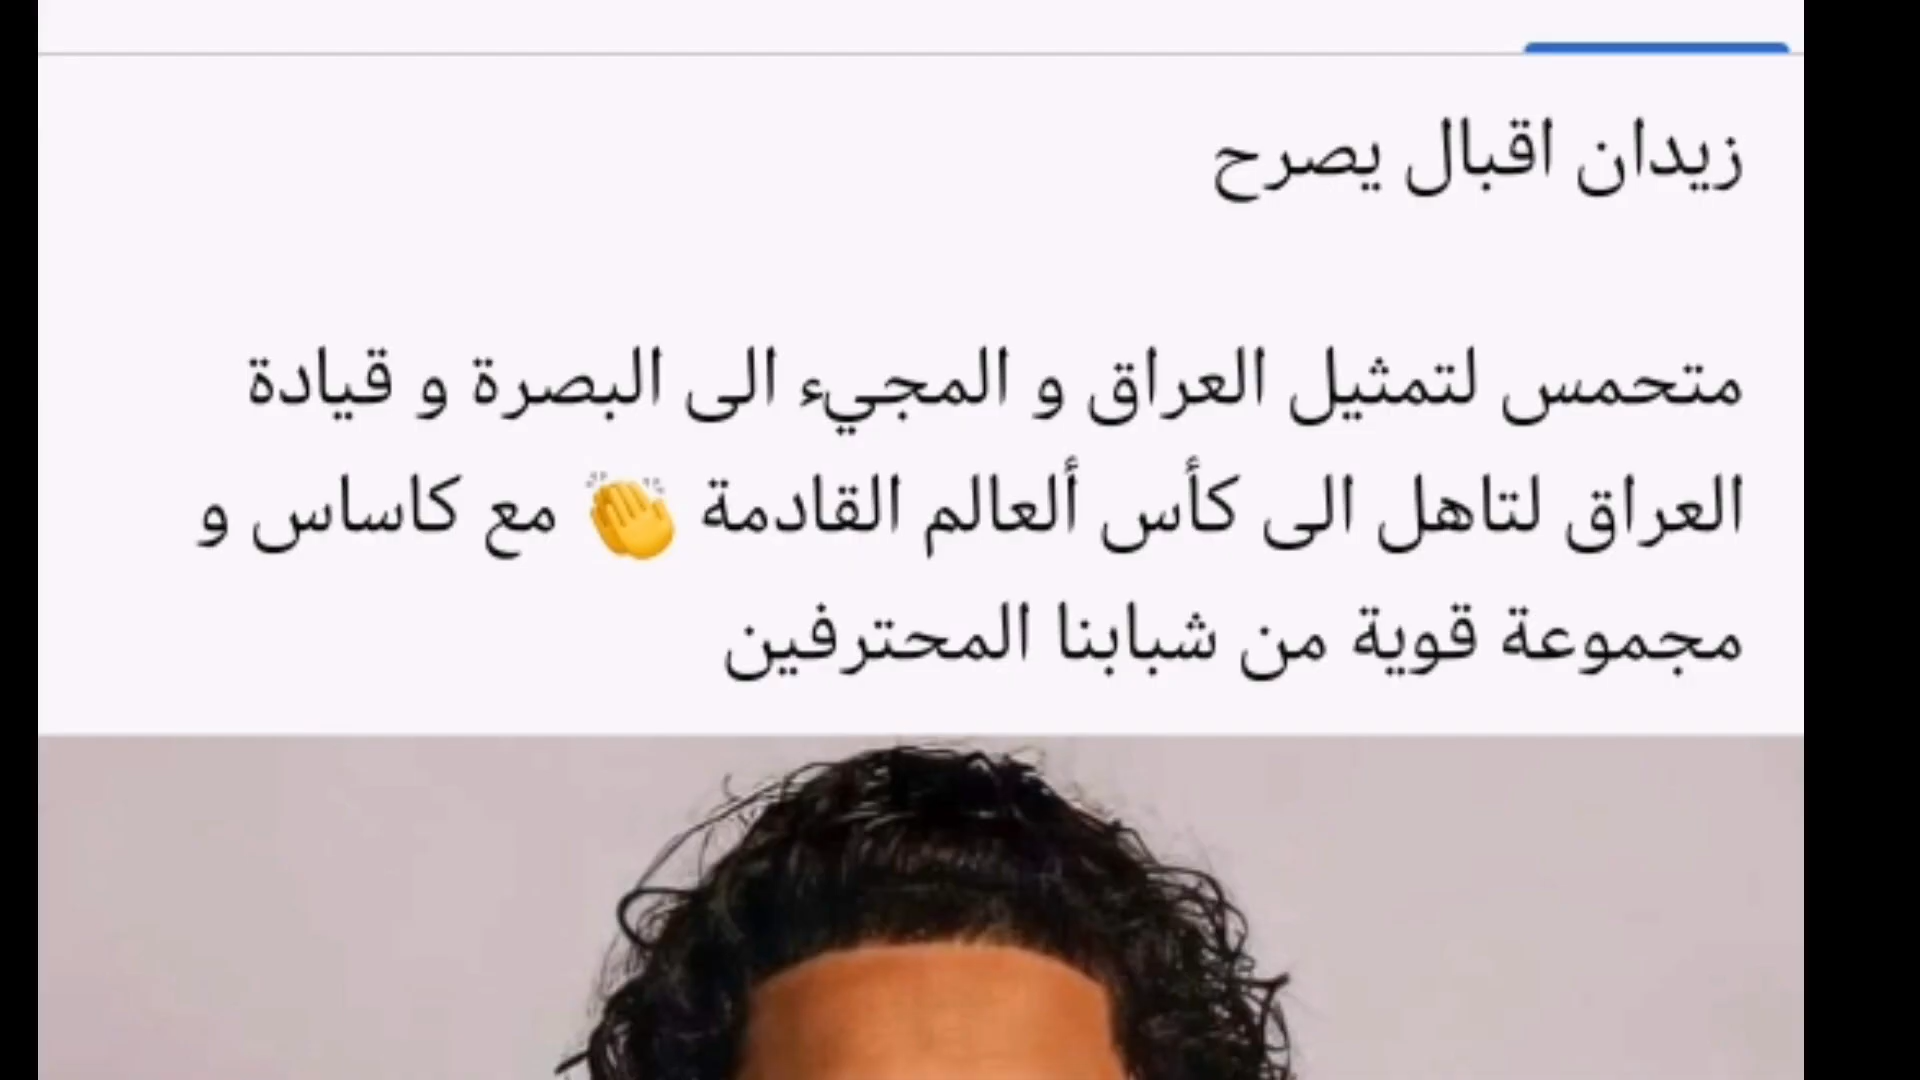 زيدان اقبال يصرح
متحمس لتمثيل العراق و المجيء الى البصرة و قيادة
العراق لتاهل الى كأس ألعالم القادمة 👏 مع كاساس و
مجموعة قوية من شبابنا المحترفين